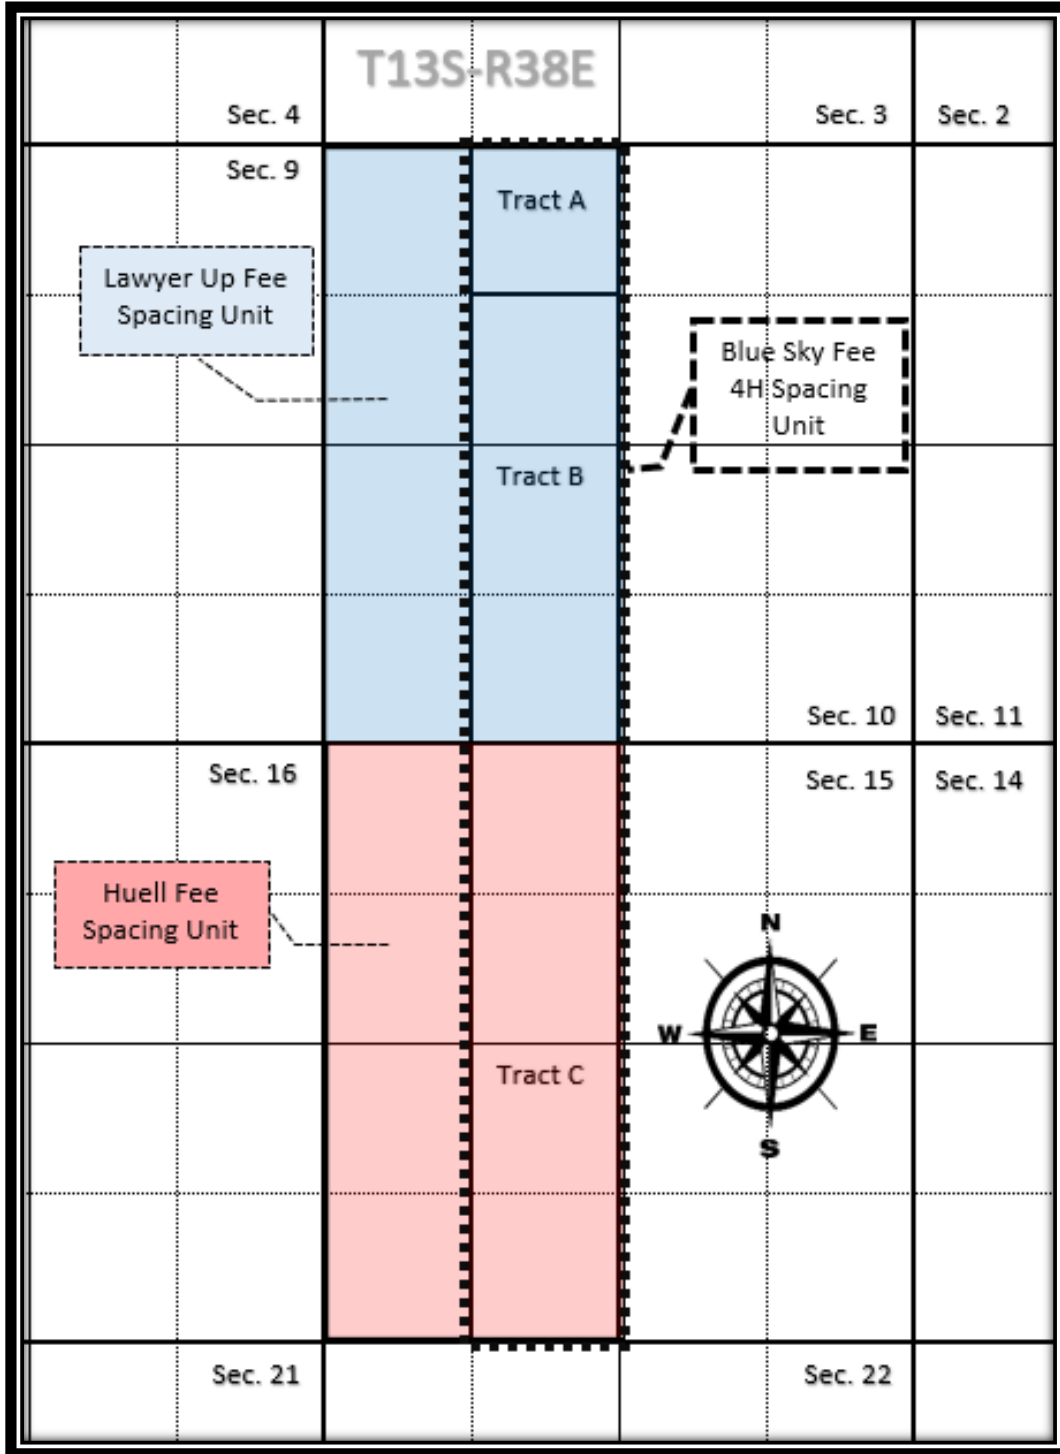 T13S-R38E
Sec. 4
Sec. 3
Sec. 2
Sec. 9
Tract A
Lawyer Up Fee
Spacing Unit
Blue Sky Fee
4H Spacing
Unit
Tract B
Sec. 10
Sec. 11
Sec. 16
Sec. 15
Sec. 14
Huell Fee
Spacing Unit
N
W
E
S
Tract C
Sec. 21
Sec. 22